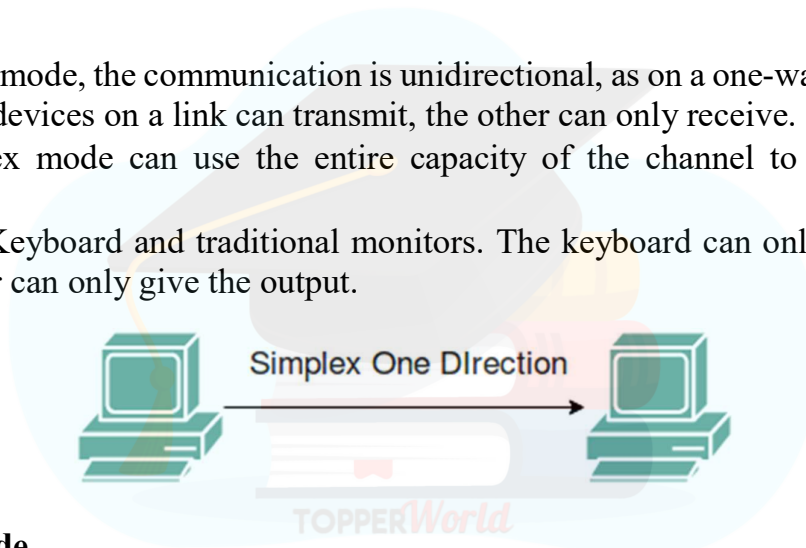 mode, the communication is unidirectional, as on a one-wa
devices on a link can transmit, the other can only receive.
ex mode can use the entire capacity of the channel to
Keyboard and traditional monitors. The keyboard can onl
r can only give the output.
Simplex One DIrection
TOPPERWorld
de